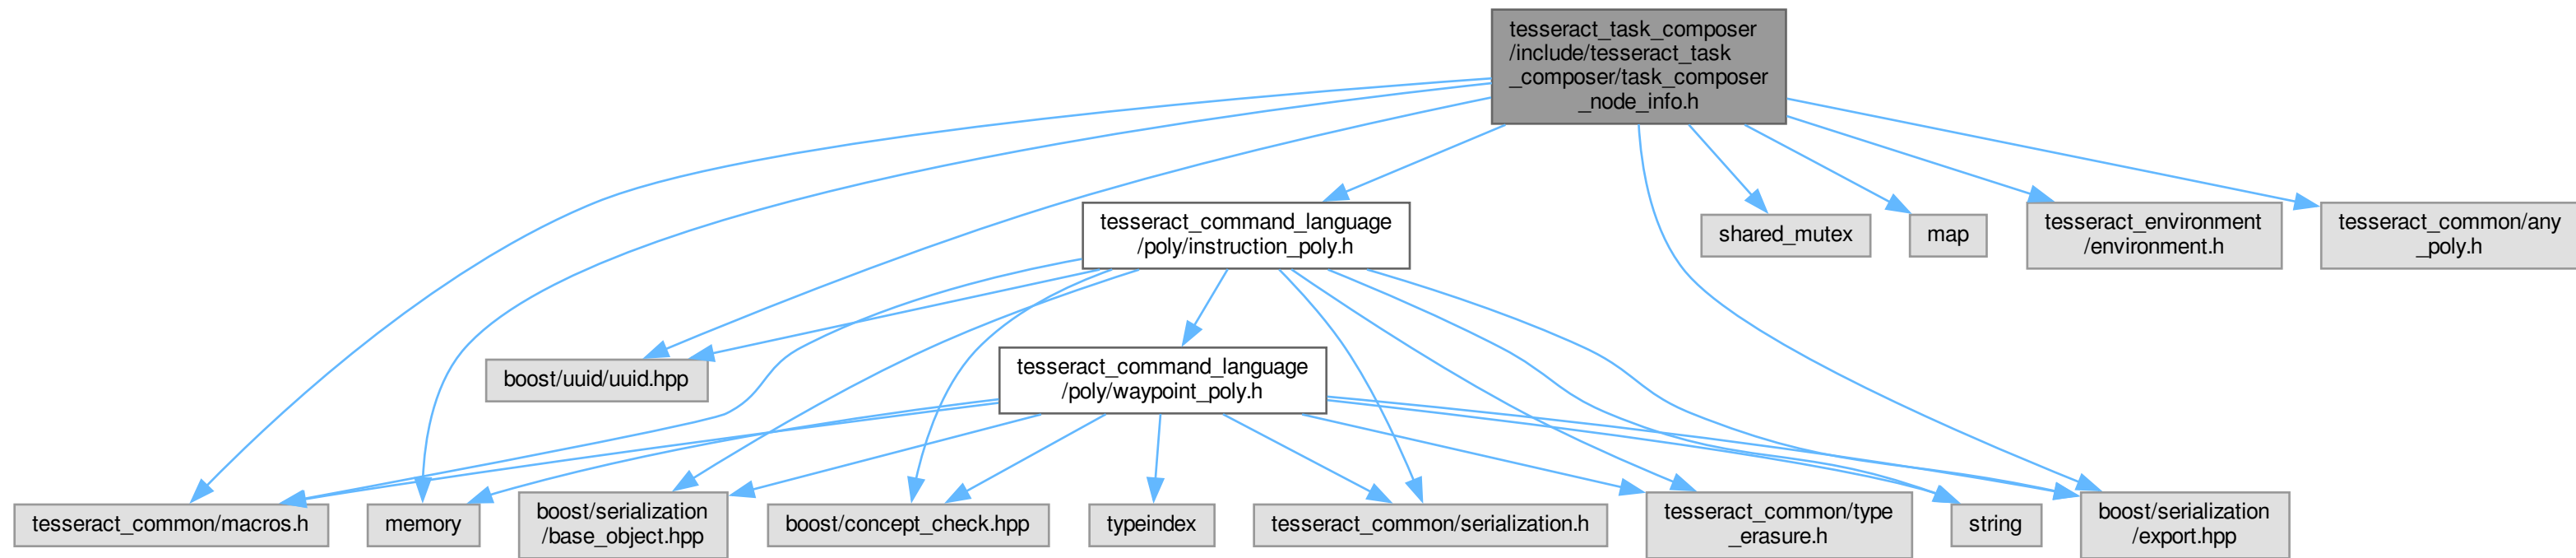 tesseract_task_composer
/include/tesseract_task
_composer/task_composer
_node_info.h
tesseract_command_language
/poly/instruction_poly.h
shared_mutex
map
tesseract_environment
/environment.h
tesseract_common/any
_poly.h
boost/uuid/uuid.hpp
tesseract_command_language
/poly/waypoint_poly.h
tesseract_common/macros.h
memory
boost/serialization
/base_object.hpp
boost/concept_check.hpp
typeindex
tesseract_common/serialization.h
tesseract_common/type
_erasure.h
string
boost/serialization
/export.hpp